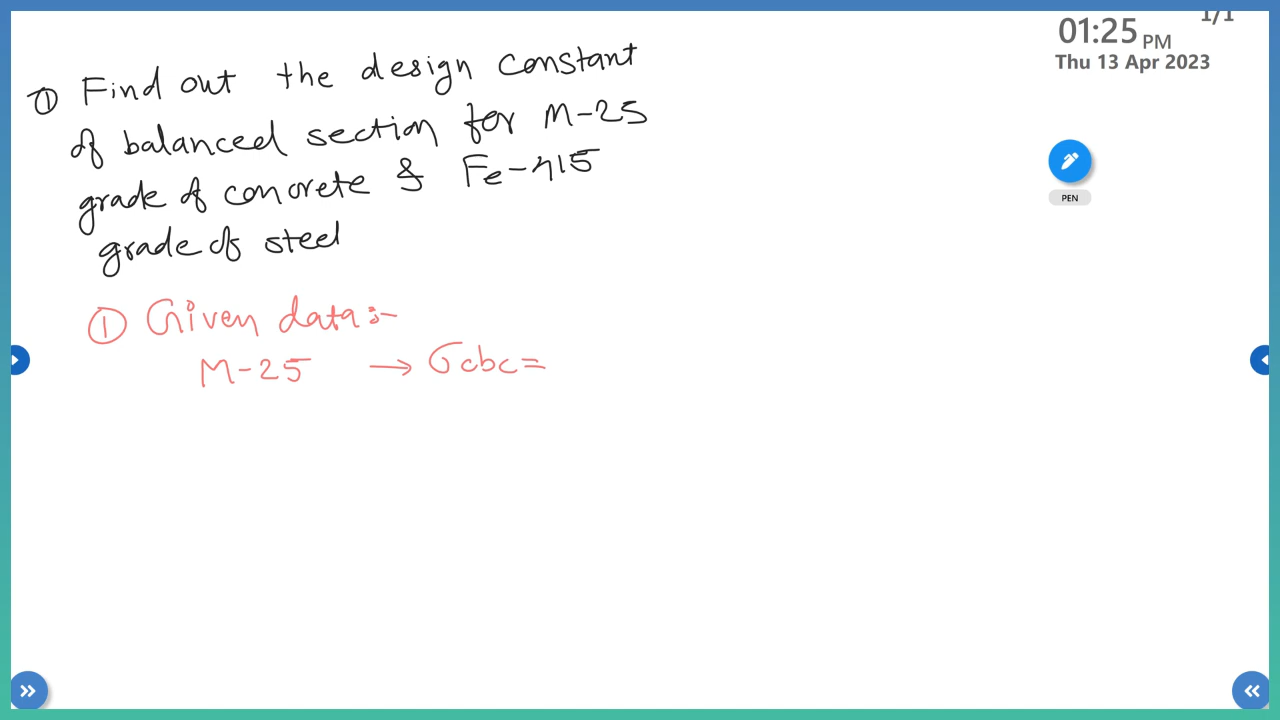 1/1
01:25 PM
Thu 13 Apr 2023
① Find out the design constant
of balanced section for M-25
grade of concrete & Fe-415
grade of steel
PEN
① Given data:-
M-25 → σcbc=